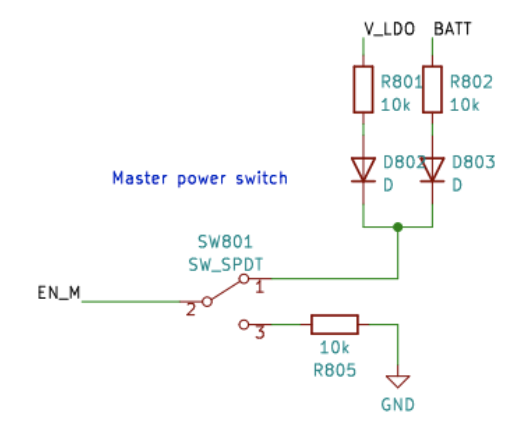 V_LDO BATT
R801 R802
10k 10k
D802 D803
D D
Master power switch
SW801
SW_SPDT
1
EN_M
2
3
10k
R805
GND